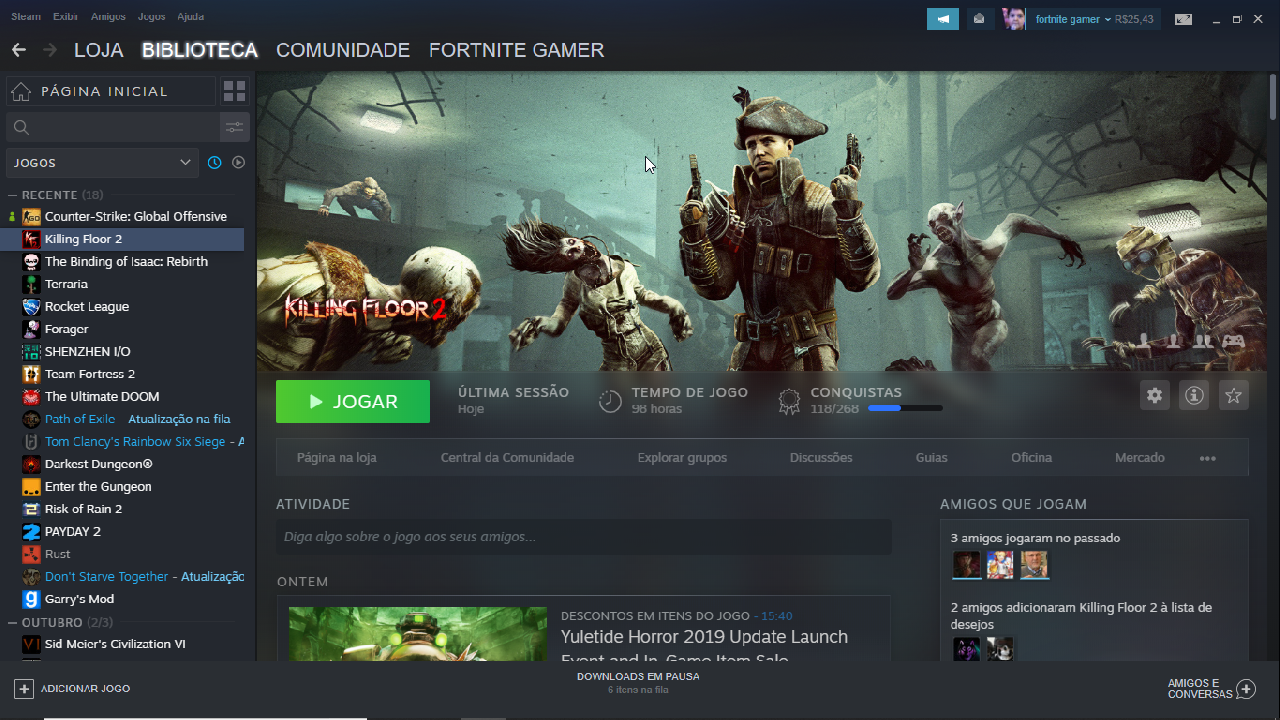 Steam Exibir Amigos Jogos Ajuda
fortnite gamer R$25,43
LOJA BIBLIOTECA COMUNIDADE FORTNITE GAMER
PÁGINA INICIAL
JOGOS
— RECENTE (18)
Counter-Strike: Global Offensive
Killing Floor 2
The Binding of Isaac: Rebirth
Terraria
Rocket League
Forager
SHENZHEN I/O
Team Fortress 2
The Ultimate DOOM
Path of Exile - Atualização na fila
Tom Clancy's Rainbow Six Siege - A
Darkest Dungeon®
Enter the Gungeon
Risk of Rain 2
PAYDAY 2
Rust
Don't Starve Together - Atualização
Garry's Mod
— OUTUBRO (2/3)
Sid Meier's Civilization VI
ADICIONAR JOGO
KILLING FLOOR 2
JOGAR
ÚLTIMA SESSÃO
Hoje
TEMPO DE JOGO
98 horas
CONQUISTAS
118/268
Página na loja Central da Comunidade Explorar grupos Discussões Guias Oficina Mercado •••
ATIVIDADE
Diga algo sobre o jogo aos seus amigos...
ONTEM
DESCONTOS EM ITENS DO JOGO - 15:40
Yuletide Horror 2019 Update Launch
Event and In-Game Item Sale
AMIGOS QUE JOGAM
3 amigos jogaram no passado
2 amigos adicionaram Killing Floor 2 à lista de
desejos
DOWNLOADS EM PAUSA
6 itens na fila
AMIGOS E
CONVERSAS